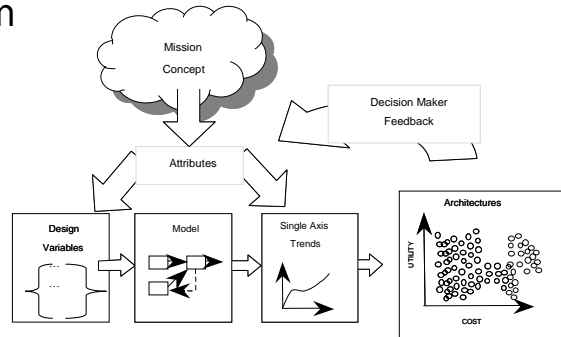 n
Mission
Concept
Decision Maker
Feedback
Attributes
Design
Variables
...
...
Model
Single Axis
Trends
Architectures
UTILITY
COST